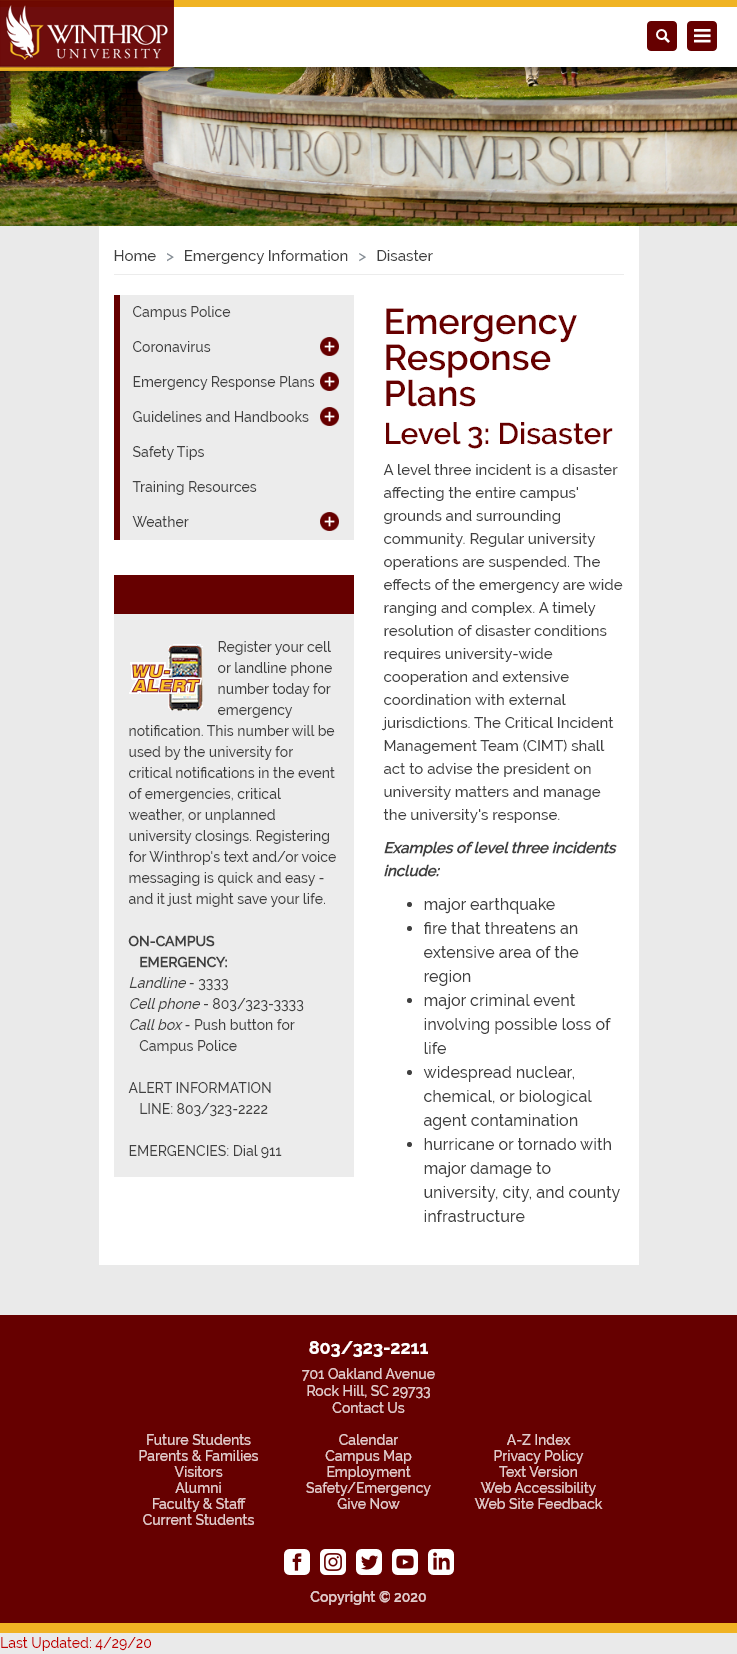 WINTHROP
UNIVERSITY
WINTHROP UNIVERSITY
Home > Emergency Information > Disaster
Campus Police
Coronavirus
Emergency Response Plans
Guidelines and Handbooks
Safety Tips
Training Resources
Weather
WU-
ALERT
Register your cell
or landline phone
number today for
emergency
notification. This number will be
used by the university for
critical notifications in the event
of emergencies, critical
weather, or unplanned
university closings. Registering
for Winthrop's text and/or voice
messaging is quick and easy -
and it just might save your life.
ON-CAMPUS
EMERGENCY:
Landline - 3333
Cell phone - 803/323-3333
Call box - Push button for
Campus Police
ALERT INFORMATION
LINE: 803/323-2222
EMERGENCIES: Dial 911
Emergency
Response
Plans
Level 3: Disaster
A level three incident is a disaster
affecting the entire campus'
grounds and surrounding
community. Regular university
operations are suspended. The
effects of the emergency are wide
ranging and complex. A timely
resolution of disaster conditions
requires university-wide
cooperation and extensive
coordination with external
jurisdictions. The Critical Incident
Management Team (CIMT) shall
act to advise the president on
university matters and manage
the university's response.
Examples of level three incidents
include:
• major earthquake
• fire that threatens an
extensive area of the
region
• major criminal event
involving possible loss of
life
• widespread nuclear,
chemical, or biological
agent contamination
• hurricane or tornado with
major damage to
university, city, and county
infrastructure
803/323-2211
701 Oakland Avenue
Rock Hill, SC 29733
Contact Us
Future Students
Parents & Families
Visitors
Alumni
Faculty & Staff
Current Students
Calendar
Campus Map
Employment
Safety/Emergency
Give Now
A-Z Index
Privacy Policy
Text Version
Web Accessibility
Web Site Feedback
Copyright © 2020
Last Updated: 4/29/20